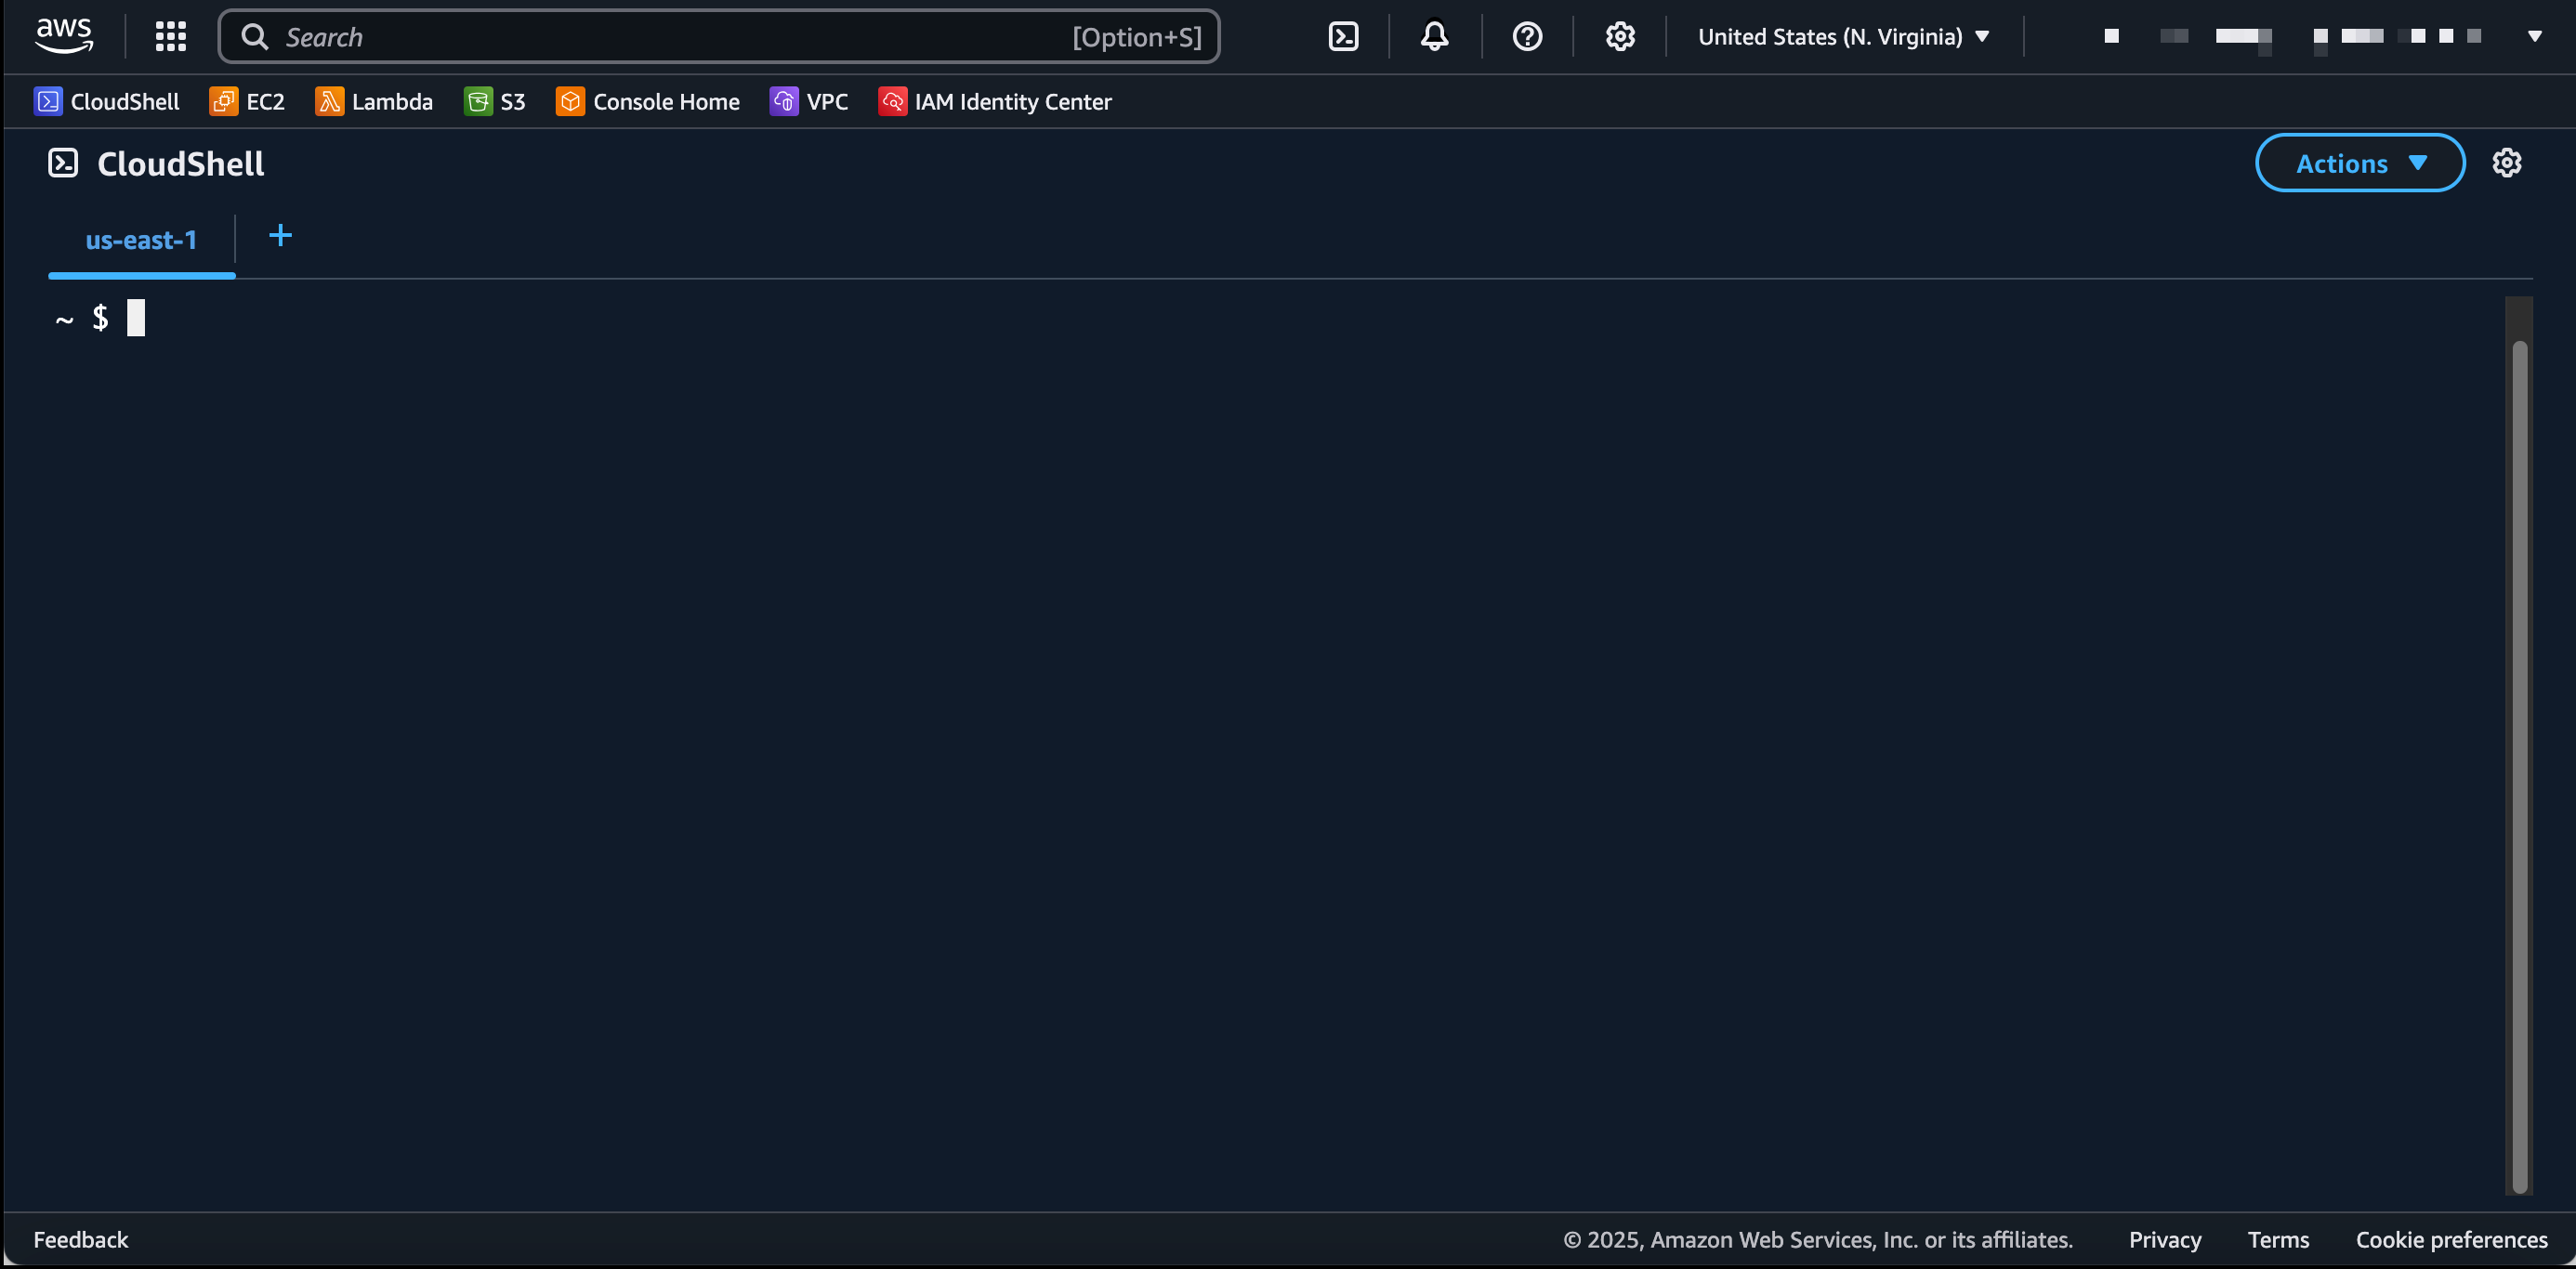 aws
Search [Option+S] United States (N. Virginia)
CloudShell EC2 Lambda S3 Console Home VPC IAM Identity Center
CloudShell Actions
us-east-1 +
~ $
Feedback © 2025, Amazon Web Services, Inc. or its affiliates. Privacy Terms Cookie preferences